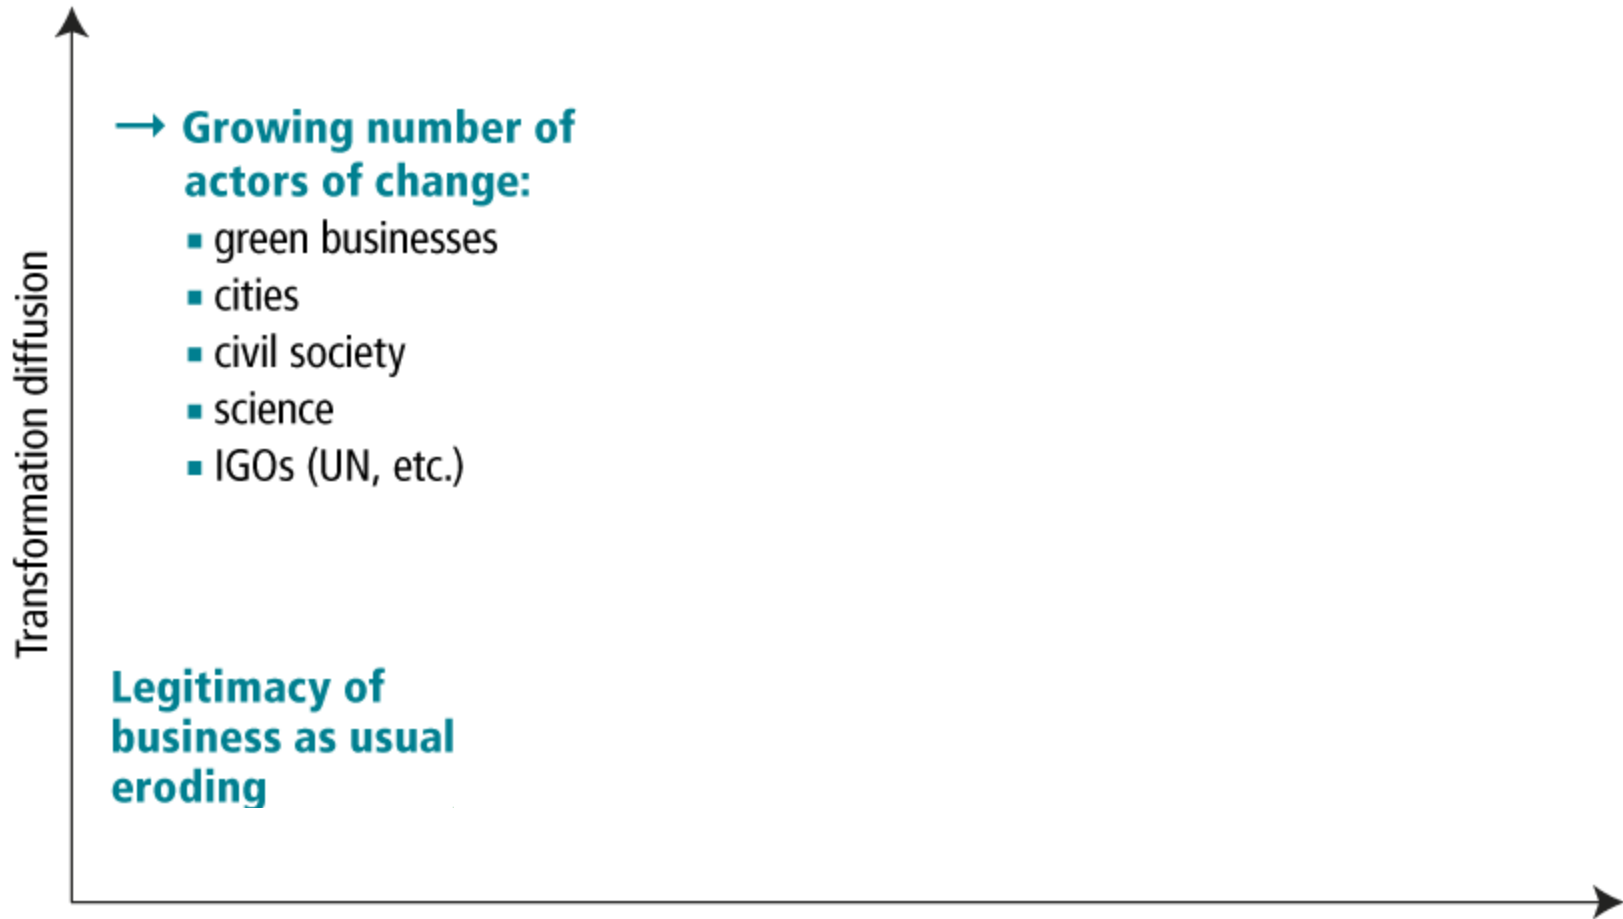 Transformation diffusion
→ Growing number of
actors of change:
▪ green businesses
▪ cities
▪ civil society
▪ science
▪ IGOs (UN, etc.)
Legitimacy of
business as usual
eroding